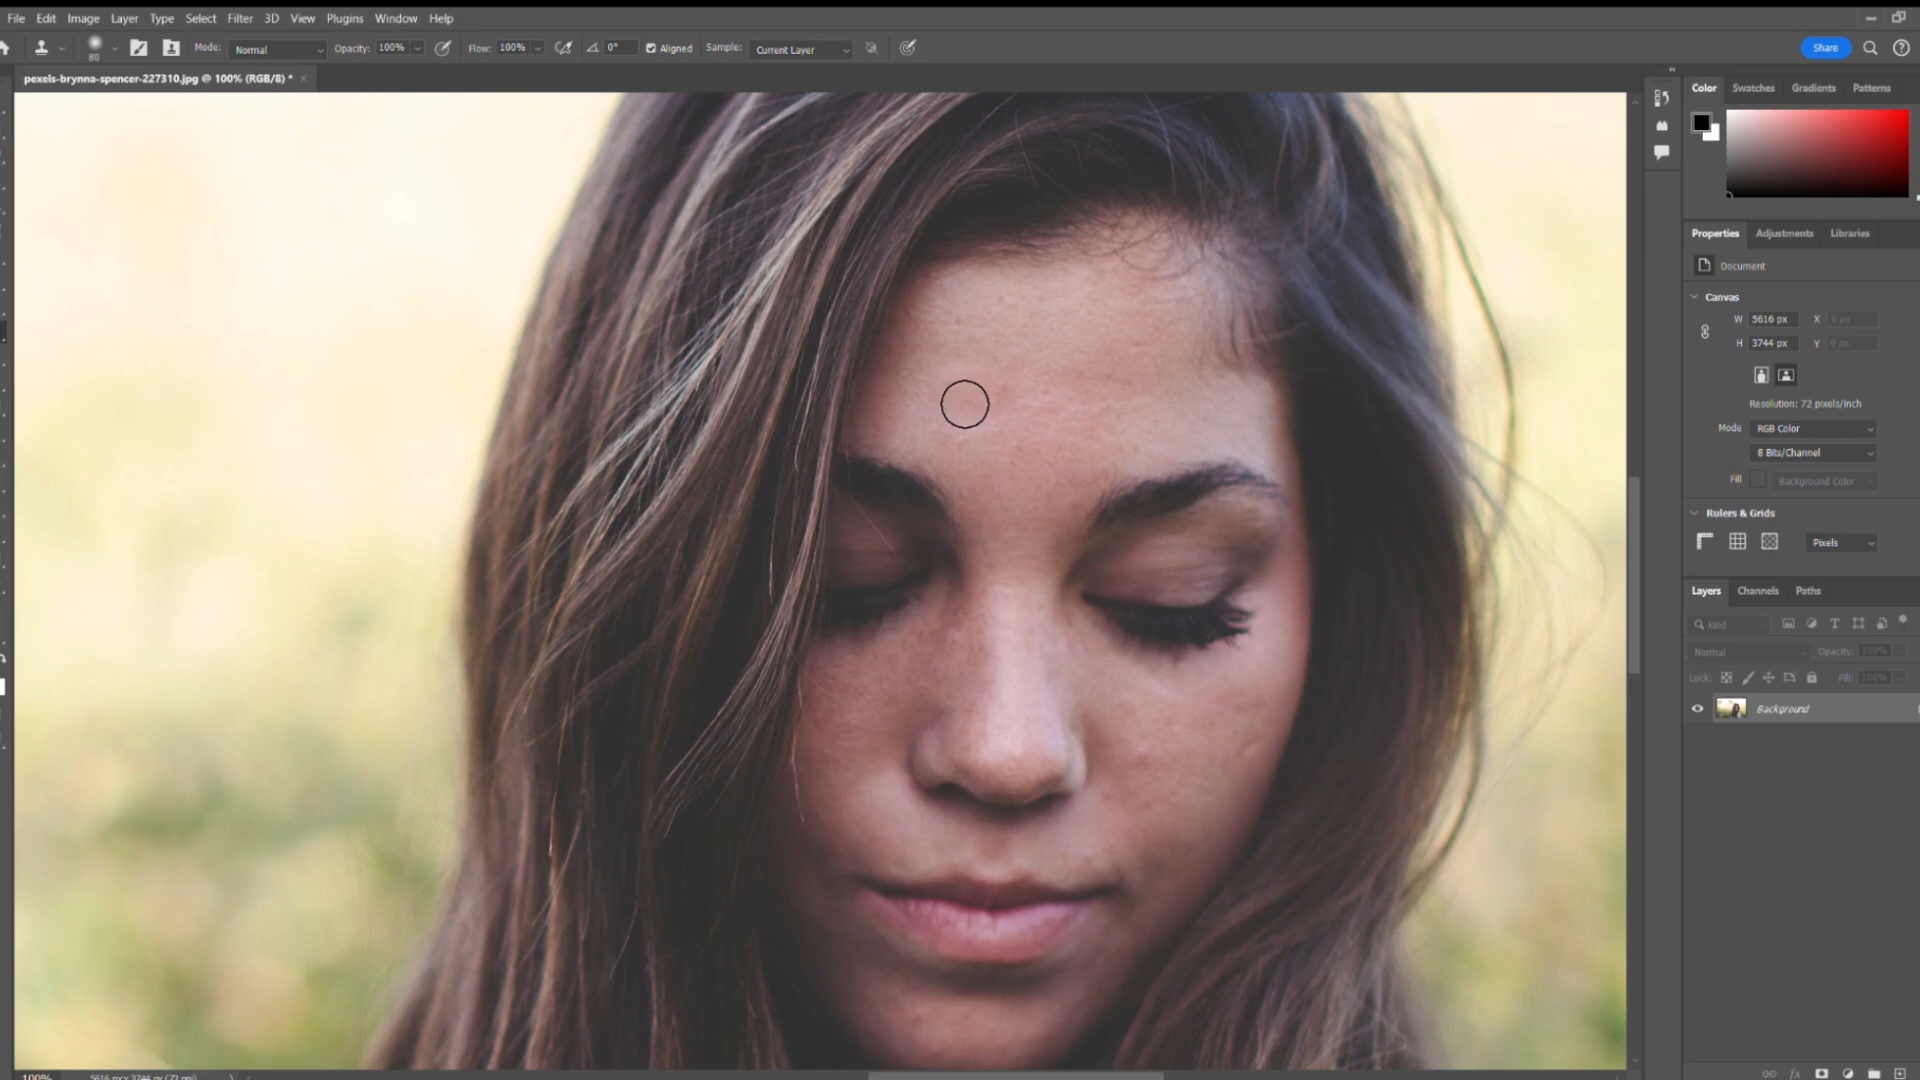 File Edit Image Layer Type Select Filter 3D View Plugins Window Help
80 Mode: Normal Opacity: 100% Flow: 100% 0° Aligned Sample: Current Layer Share
pexels-brynna-spencer-227310.jpg @ 100% (RGB/8) * ×
Color Swatches Gradients Patterns
Properties Adjustments Libraries
Document
Canvas
W 5616 px X 0 px
H 3744 px Y 0 px
Resolution: 72 pixels/inch
Mode RGB Color
8 Bits/Channel
Fill Background Color
Rulers & Grids
Pixels
Layers Channels Paths
Kind
Normal Opacity: 100%
Lock: Fill: 100%
Background
100% 5616 px x 3744 px (72 ppi)